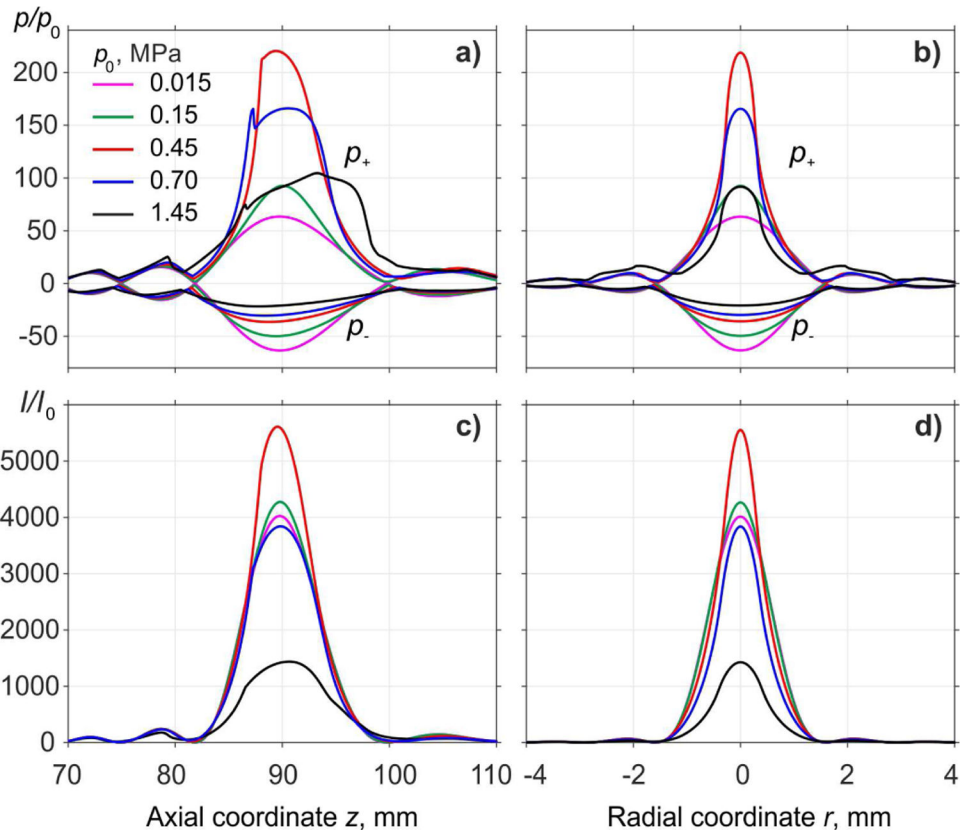 p/p0
a)
b)
p0, MPa
0.015
0.15
0.45
0.70
1.45
200
150
100
50
0
-50
p+
p-
p+
p-
I/I0
c)
d)
5000
4000
3000
2000
1000
0
70 80 90 100 110
-4 -2 0 2 4
Axial coordinate z, mm
Radial coordinate r, mm